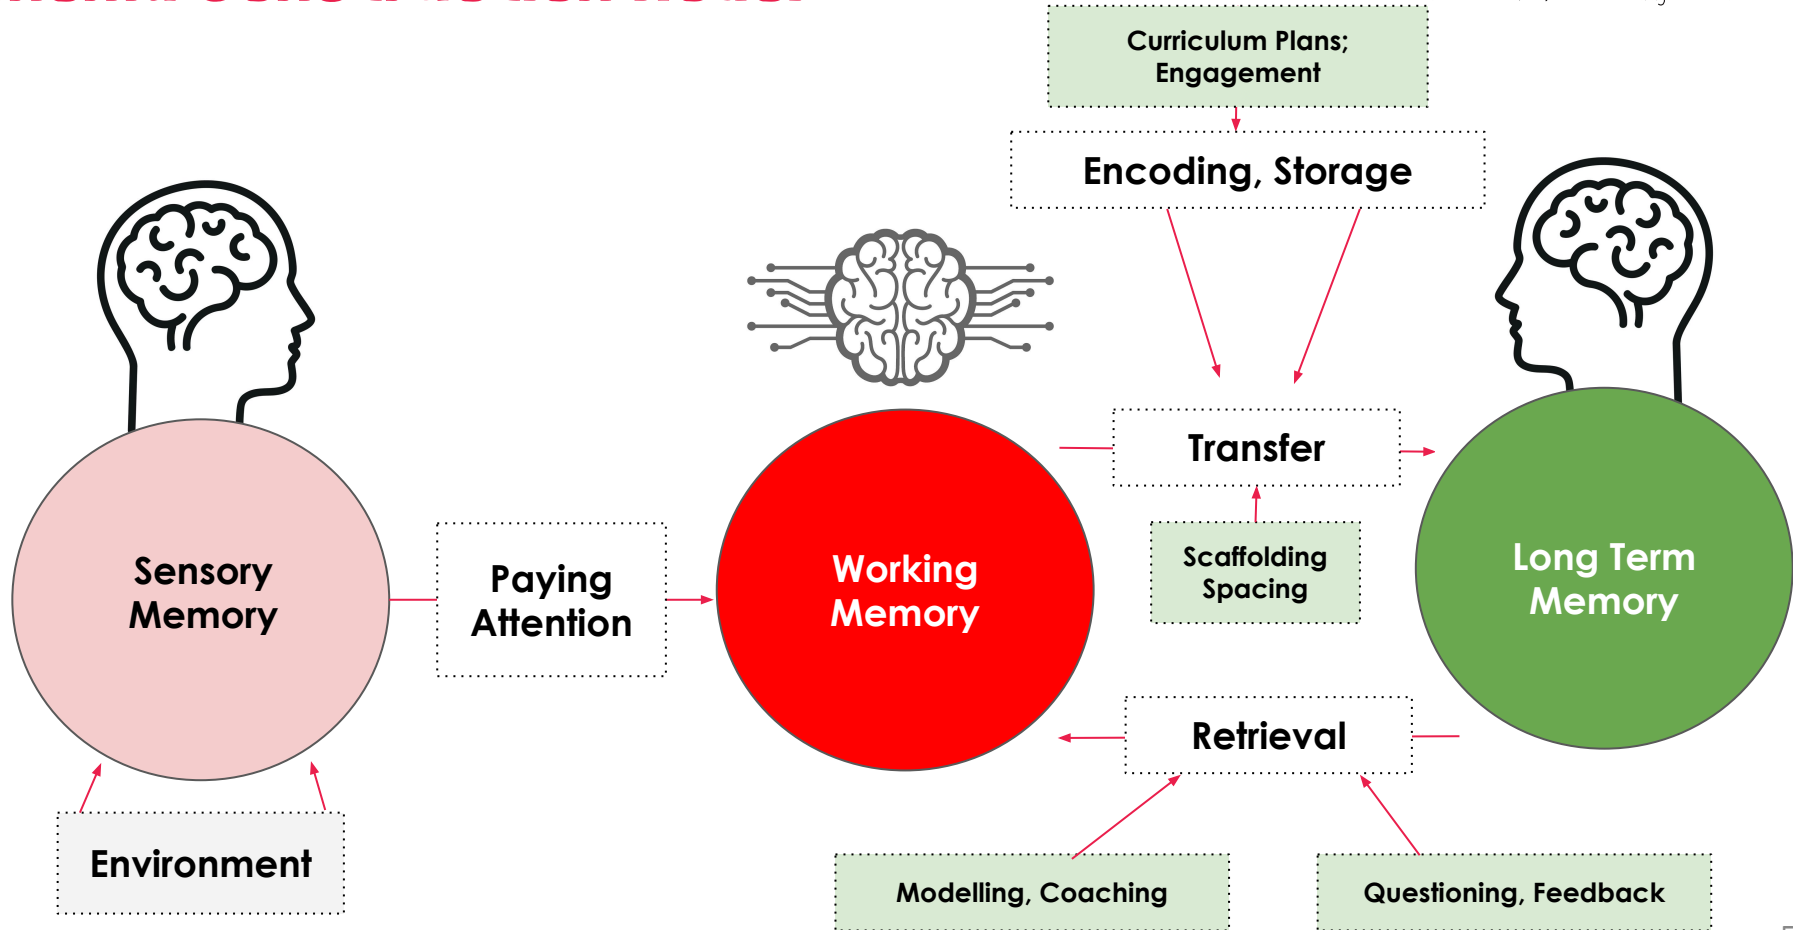 Curriculum Plans;
Engagement
Encoding, Storage
Transfer
Scaffolding
Spacing
Sensory
Memory
Paying
Attention
Working
Memory
Long Term
Memory
Retrieval
Environment
Modelling, Coaching
Questioning, Feedback